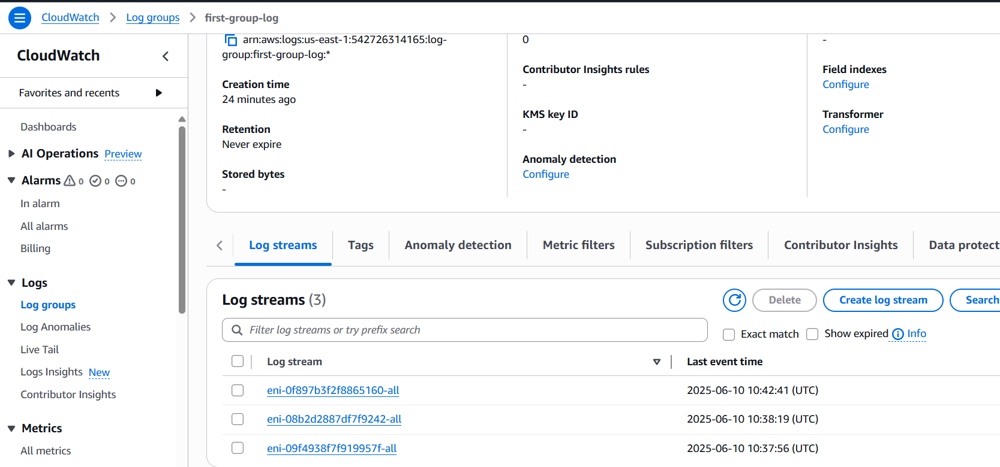 CloudWatch > Log groups > first-group-log
CloudWatch
Favorites and recents
Dashboards
AI Operations Preview
Alarms 0 0 0
In alarm
All alarms
Billing
Logs
Log groups
Log Anomalies
Live Tail
Logs Insights New
Contributor Insights
Metrics
All metrics
arn:aws:logs:us-east-1:542726314165:log-
group:first-group-log:*
Creation time
24 minutes ago
Retention
Never expire
Stored bytes
-
0
Contributor Insights rules
-
KMS key ID
-
Anomaly detection
Configure
-
Field indexes
Configure
Transformer
Configure
Log streams Tags Anomaly detection Metric filters Subscription filters Contributor Insights Data protect
Log streams (3)
Delete Create log stream Search
Filter log streams or try prefix search
Exact match Show expired Info
Log stream Last event time
eni-0f897b3f2f8865160-all 2025-06-10 10:42:41 (UTC)
eni-08b2d2887df7f9242-all 2025-06-10 10:38:19 (UTC)
eni-09f4938f7f919957f-all 2025-06-10 10:37:56 (UTC)